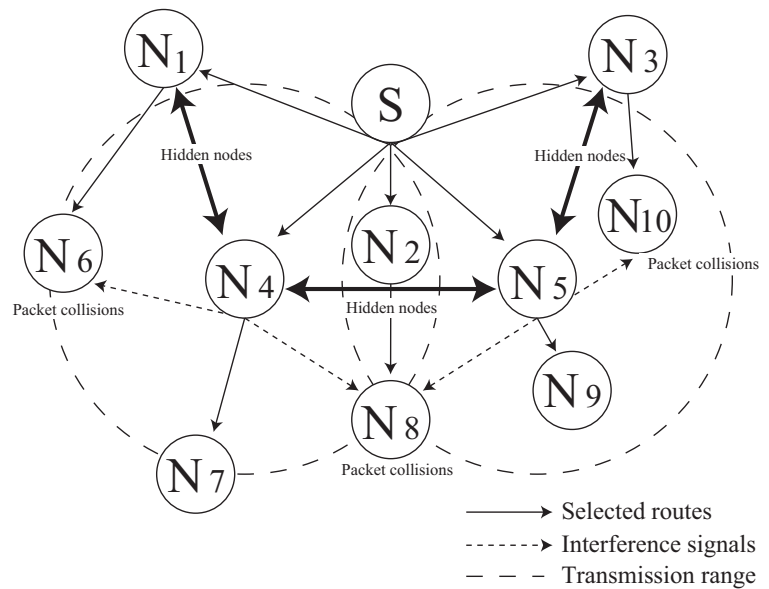 N1
N3
S
Hidden nodes
Hidden nodes
N10
N2
N6
N4
N5
Packet collisions
Packet collisions
Hidden nodes
N9
N8
Packet collisions
N7
Selected routes
Interference signals
Transmission range